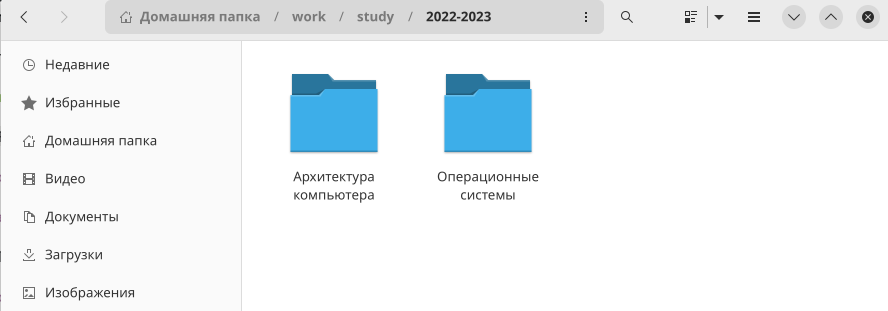 Домашняя папка / work / study / 2022-2023
Недавние
Избранные
Домашняя папка
Видео
Документы
Загрузки
Изображения
Архитектура
компьютера
Операционные
системы